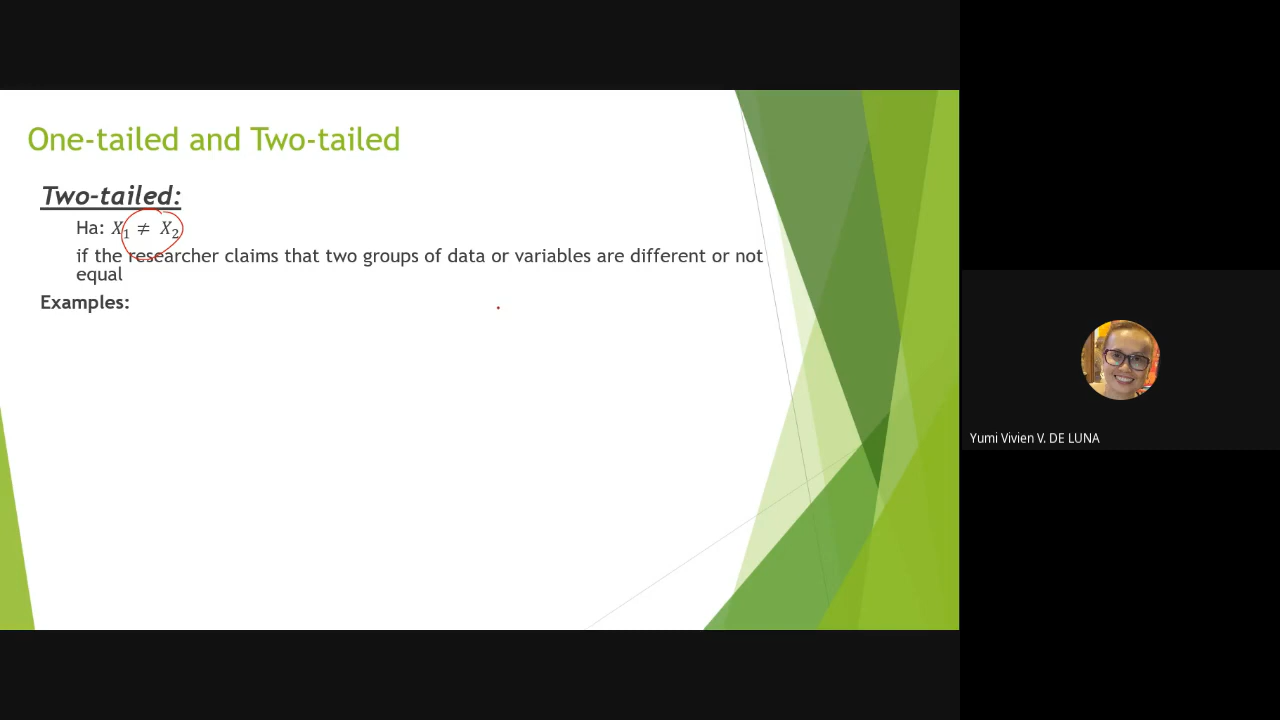 One-tailed and Two-tailed
Two-tailed:
Ha: X₁ ≠ X₂
if the researcher claims that two groups of data or variables are different or not
equal
Examples:
Yumi Vivien V. DE LUNA